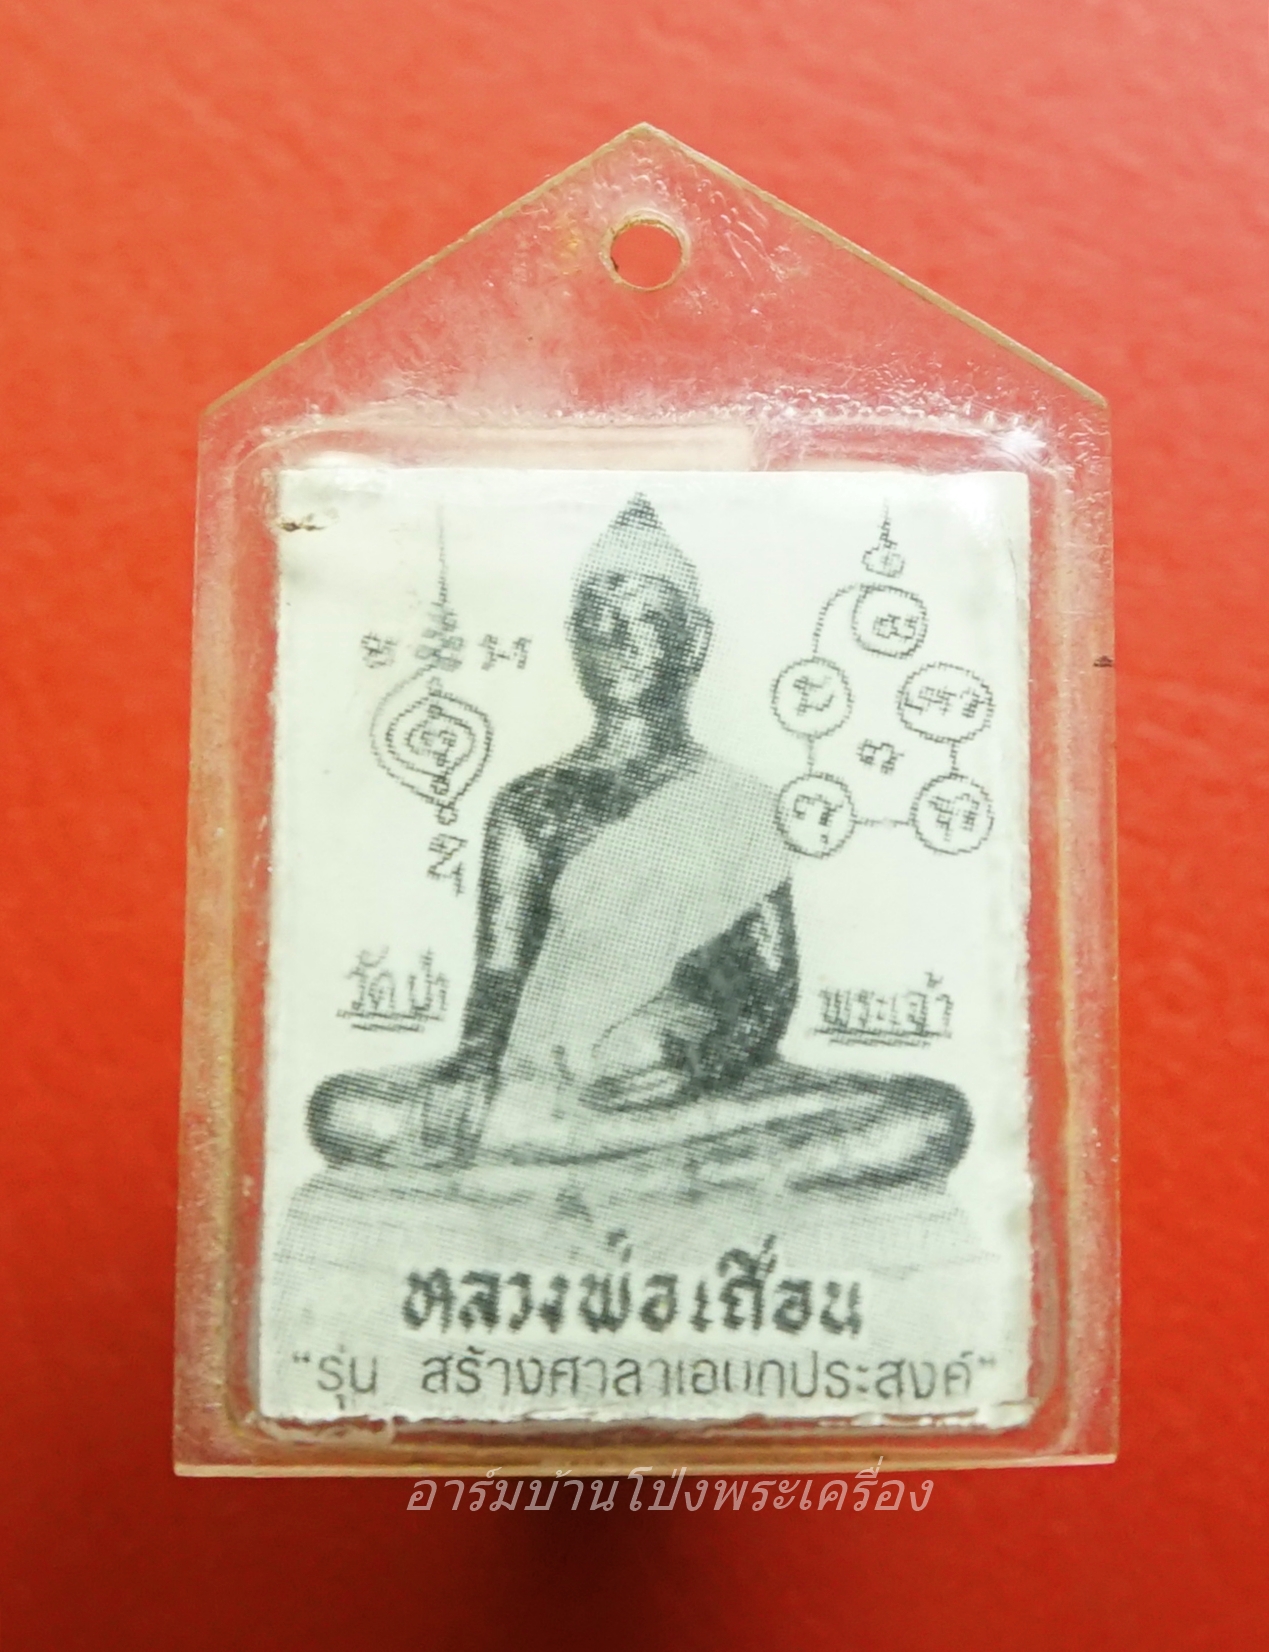 วัดป่า
พระเจ้า
หลวงพ่อเถื่อน
"รุ่น สร้างศาลาเอนกประสงค์"
อาร์มบ้านโป่งพระเครื่อง